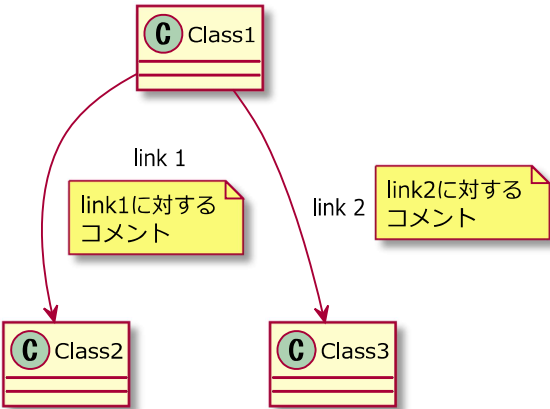 C Class1
link 1
link1に対する
コメント
link 2
link2に対する
コメント
C Class2
C Class3